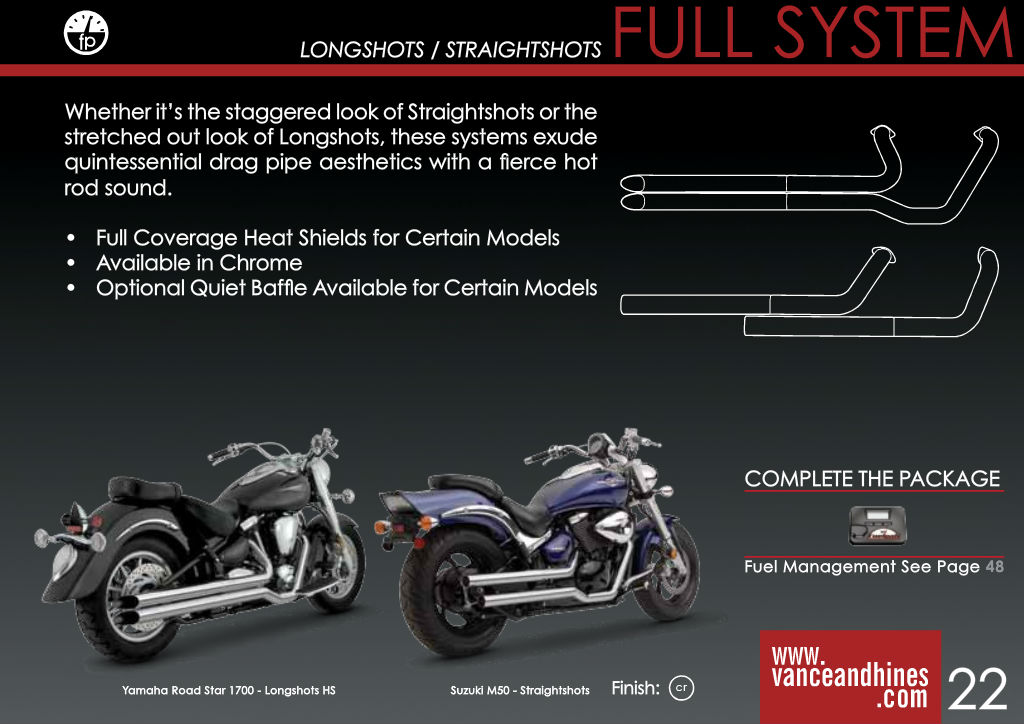 fp
LONGSHOTS / STRAIGHTSHOTS FULL SYSTEM
Whether it’s the staggered look of Straightshots or the
stretched out look of Longshots, these systems exude
quintessential drag pipe aesthetics with a fierce hot
rod sound.
• Full Coverage Heat Shields for Certain Models
• Available in Chrome
• Optional Quiet Baffle Available for Certain Models
COMPLETE THE PACKAGE
Fuel Management See Page 48
Yamaha Road Star 1700 - Longshots HS
Suzuki M50 - Straightshots
Finish: cr
www.
vanceandhines
.com
22